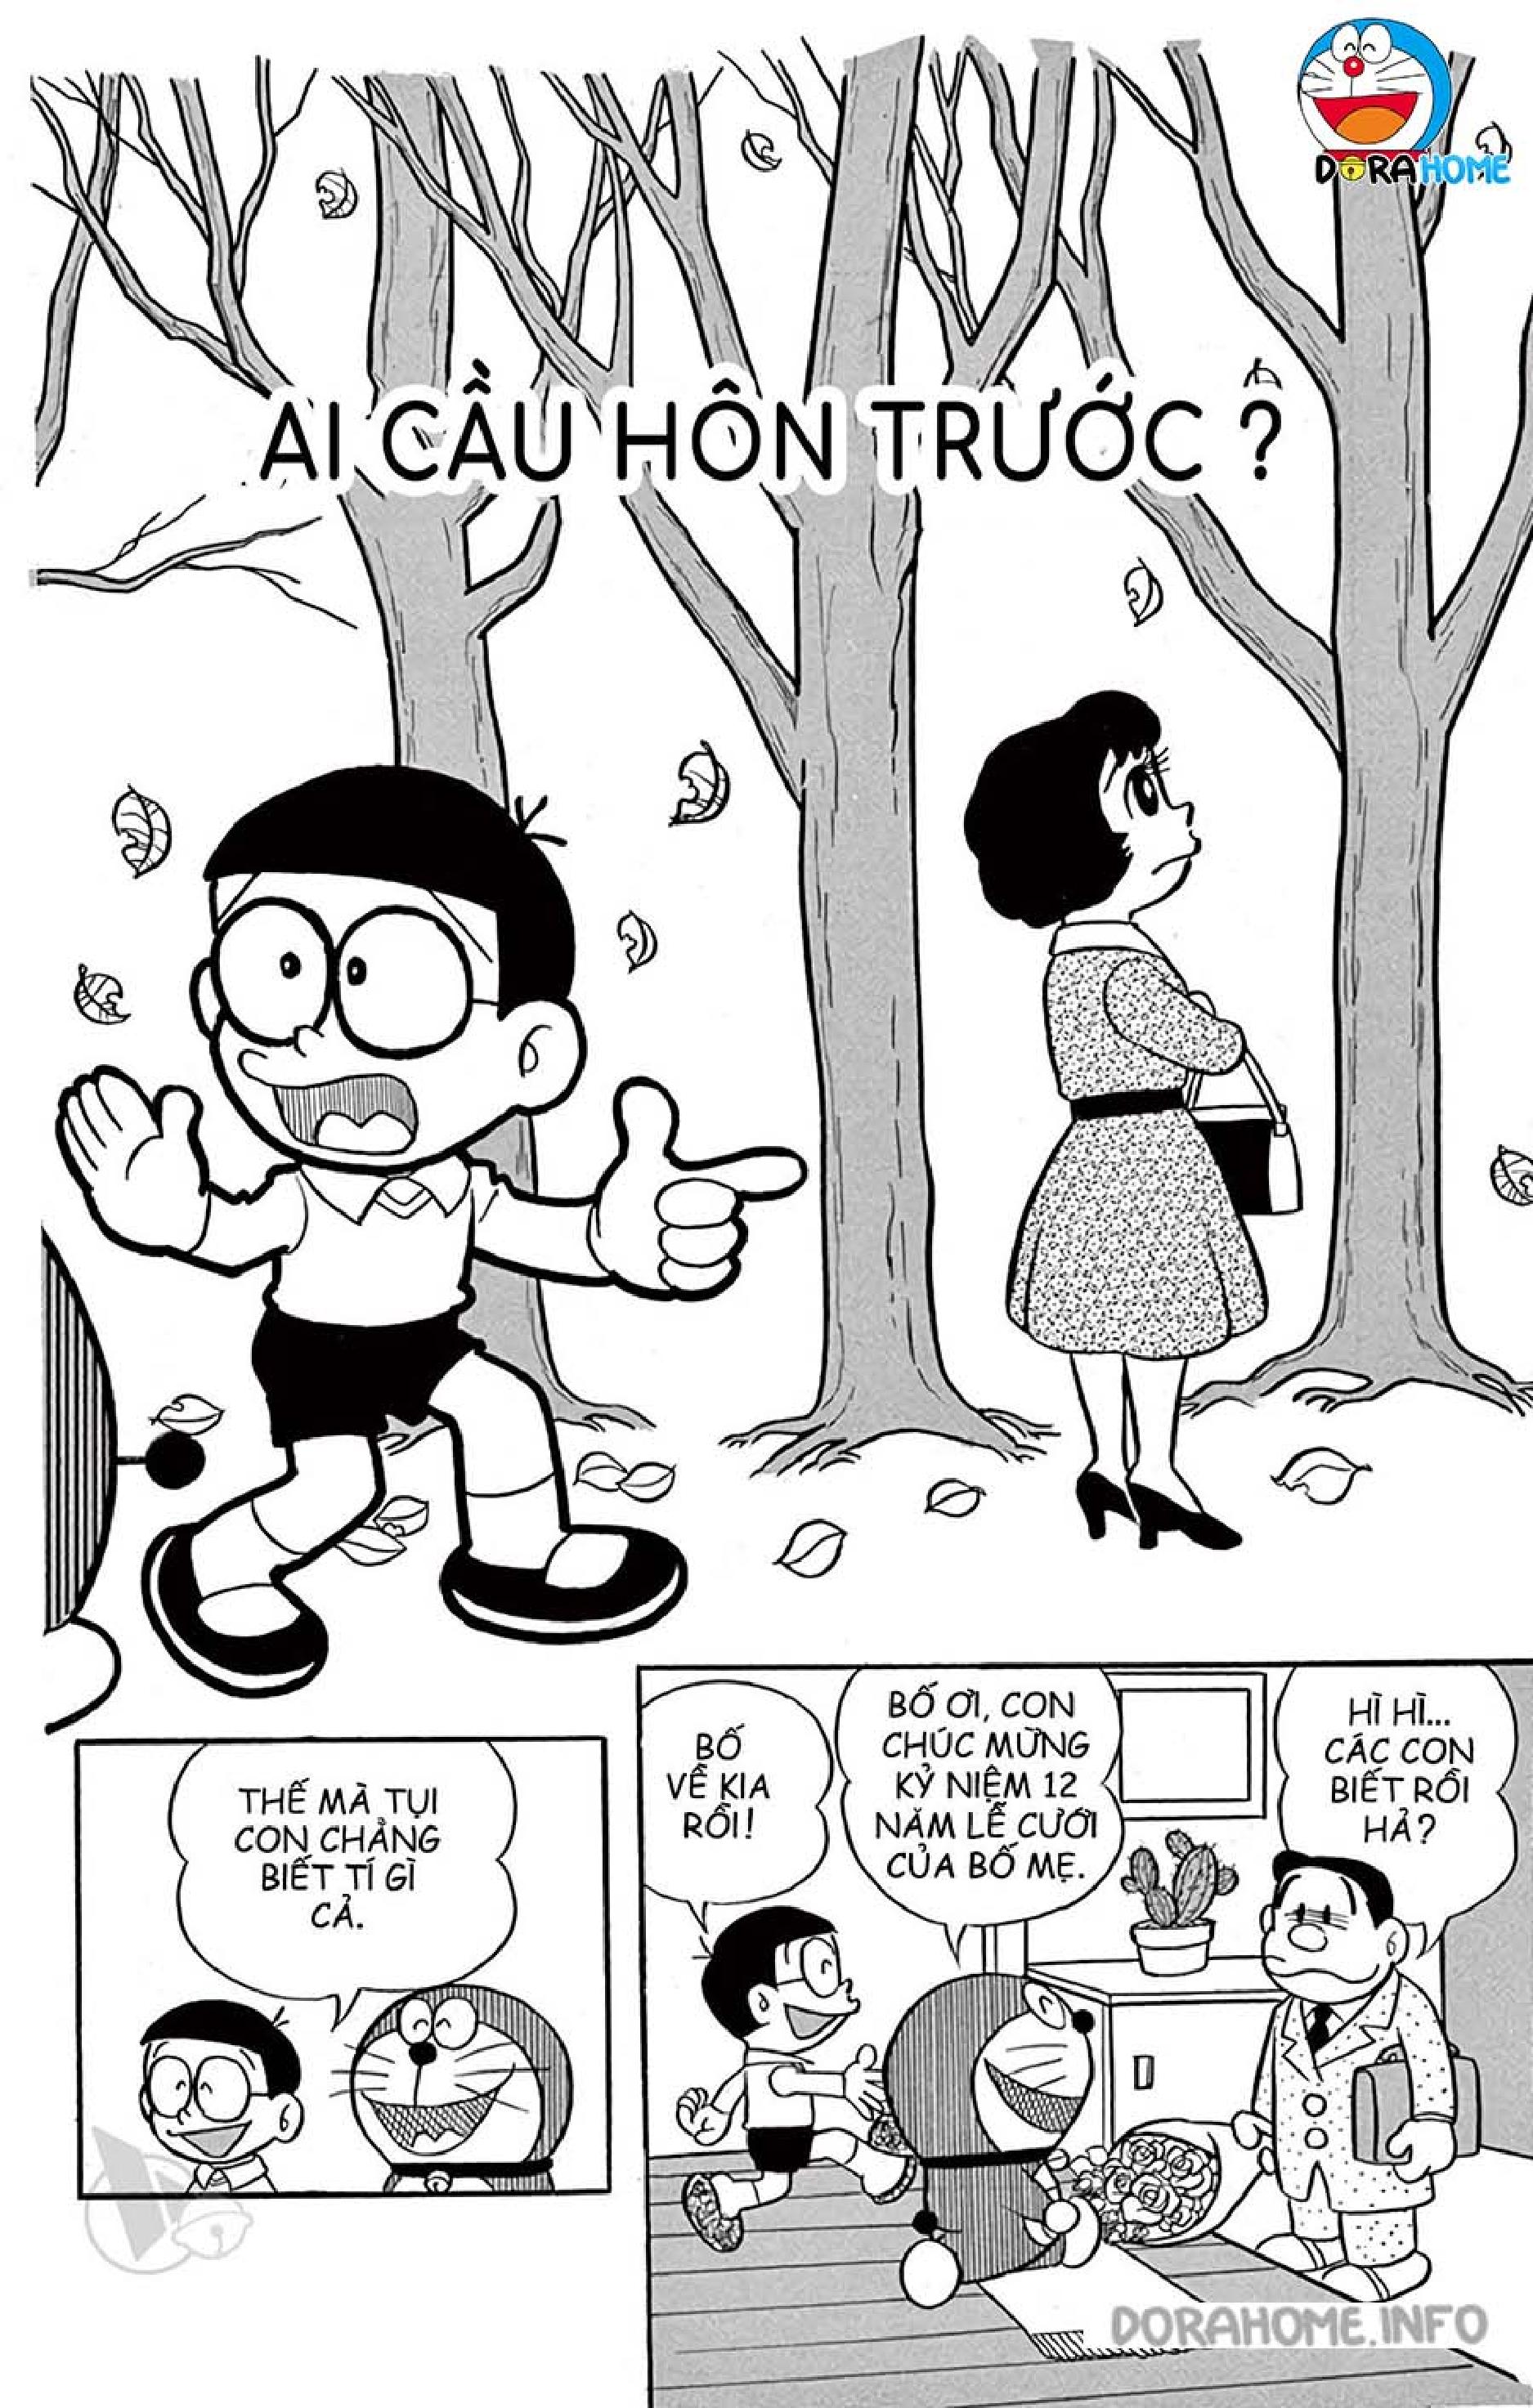 DORAHOME
AI CẦU HÔN TRƯỚC ?
THẾ MÀ TỤI
CON CHẲNG
BIẾT TÍ GÌ
CẢ.
BỐ
VỀ KIA
RỒI!
BỐ ƠI, CON
CHÚC MỪNG
KỶ NIỆM 12
NĂM LỄ CƯỚI
CỦA BỐ MẸ.
HÌ HÌ...
CÁC CON
BIẾT RỒI
HẢ?
DORAHOME.INFO